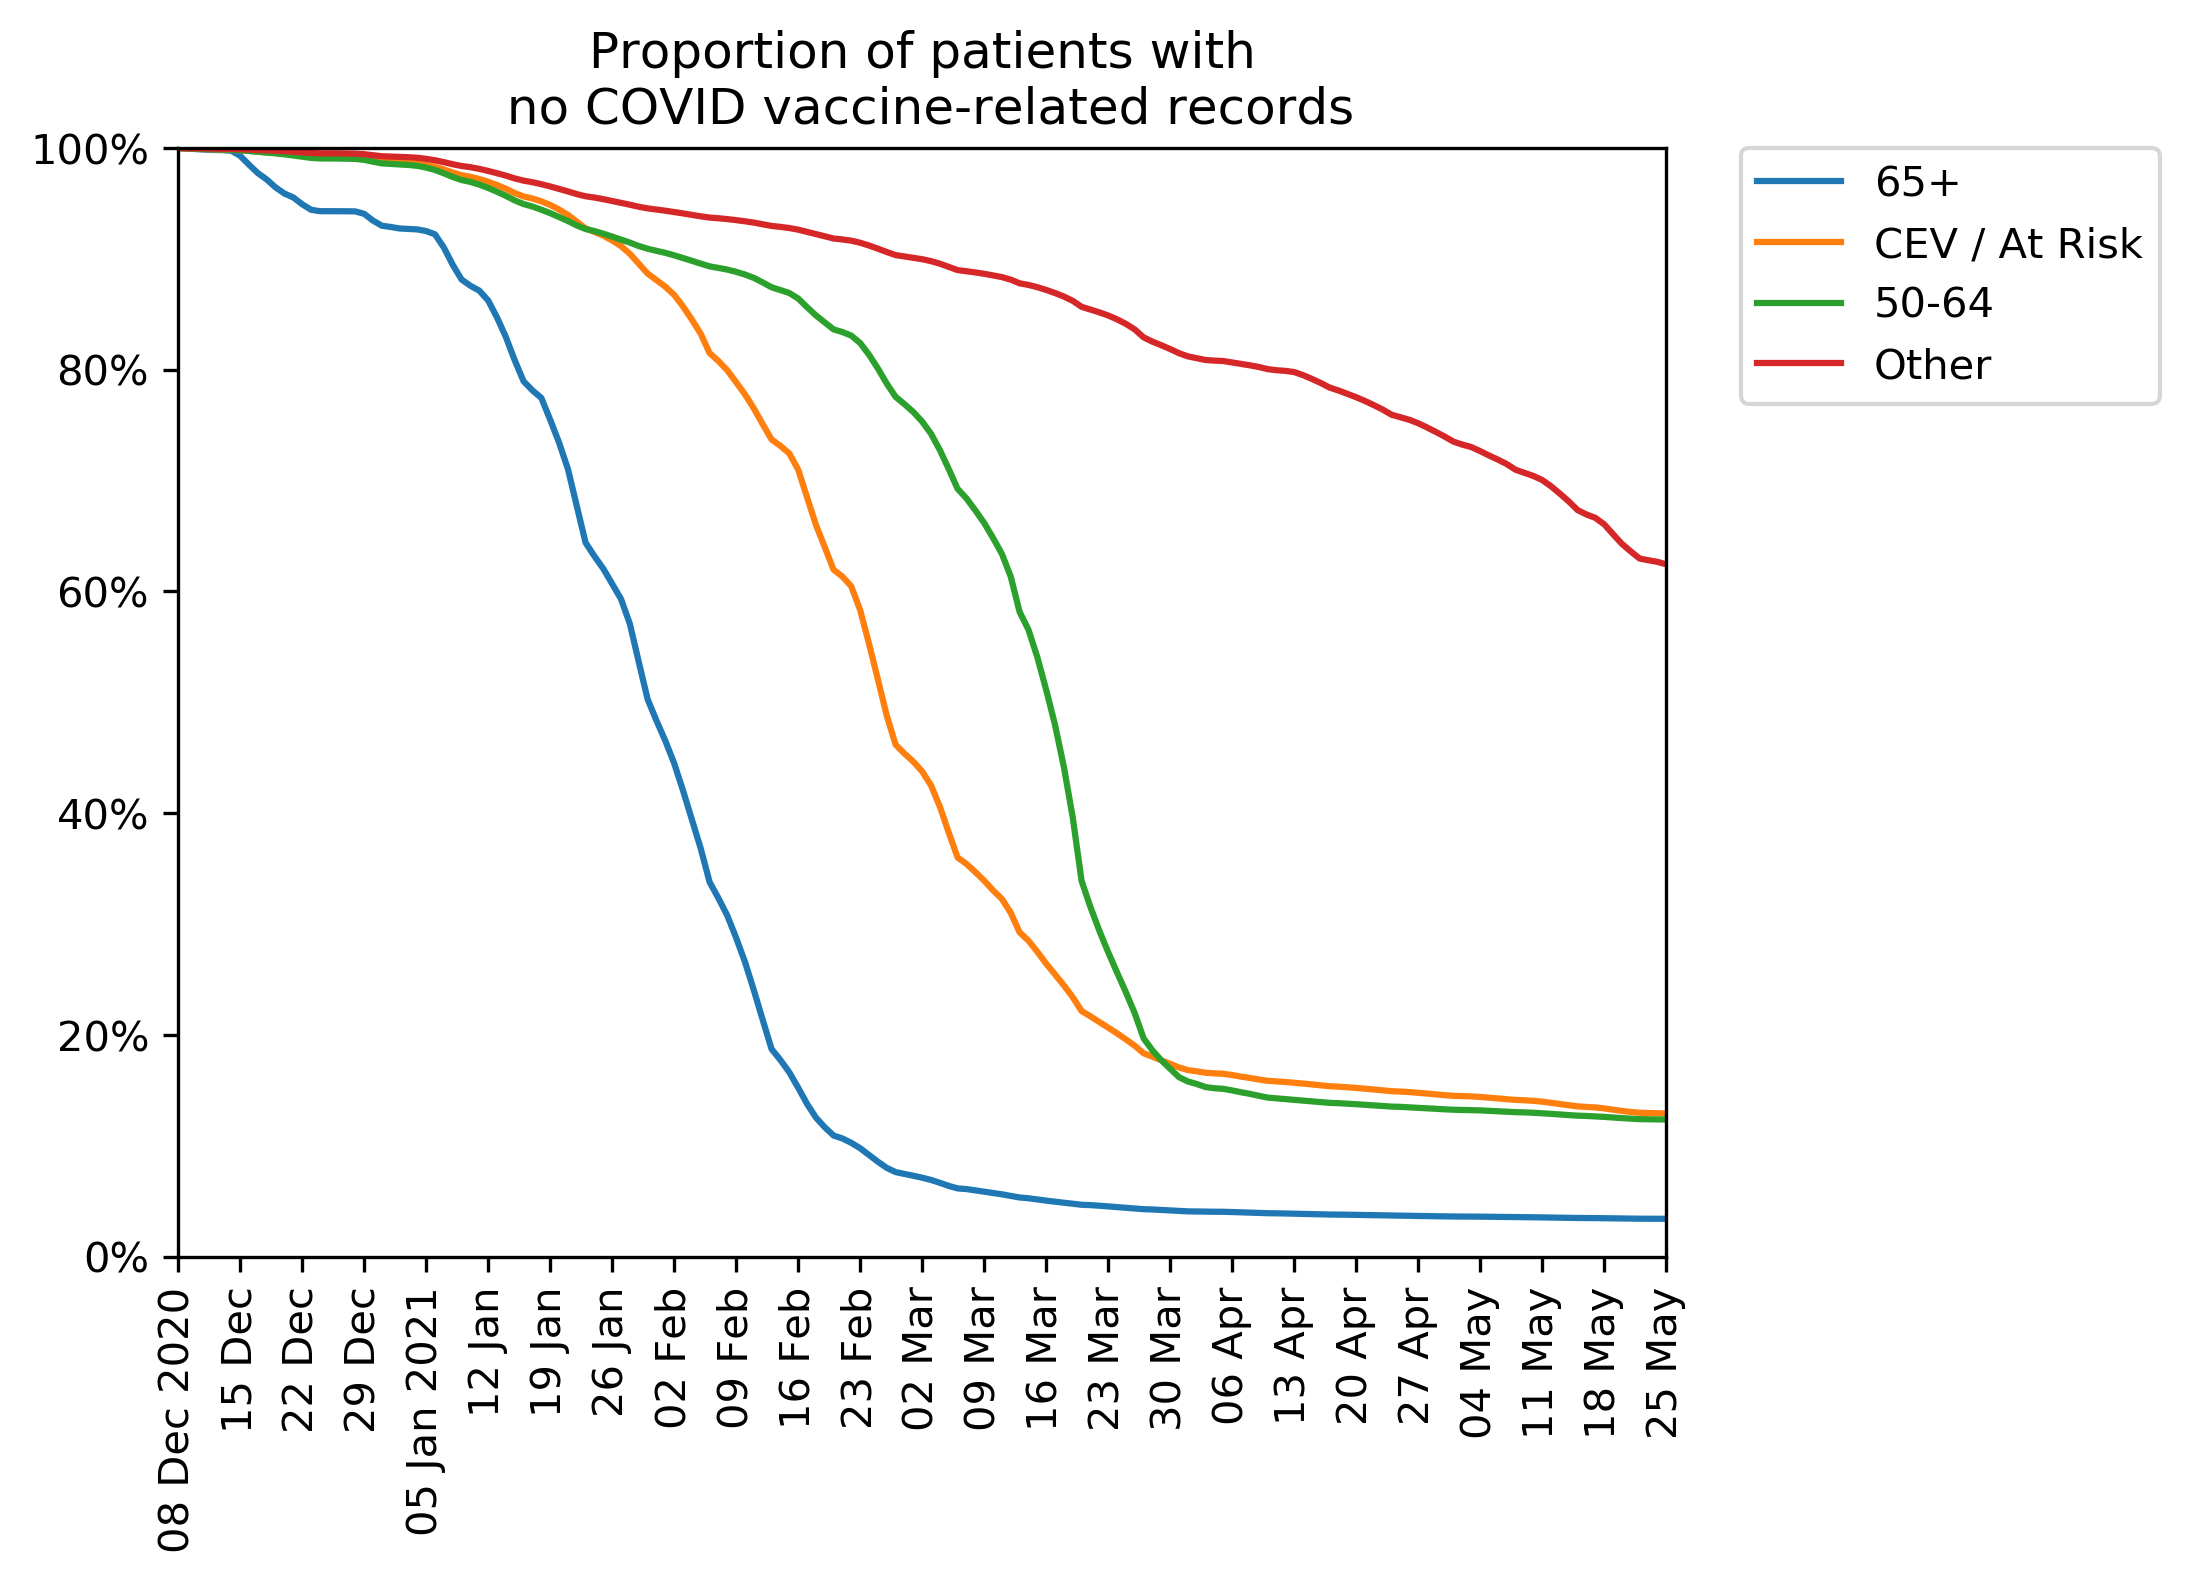 Proportion of patients with
no COVID vaccine-related records
100%
80%
60%
40%
20%
0%
08 Dec 2020
15 Dec
22 Dec
29 Dec
05 Jan 2021
12 Jan
19 Jan
26 Jan
02 Feb
09 Feb
16 Feb
23 Feb
02 Mar
09 Mar
16 Mar
23 Mar
30 Mar
06 Apr
13 Apr
20 Apr
27 Apr
04 May
11 May
18 May
25 May
65+
CEV / At Risk
50-64
Other